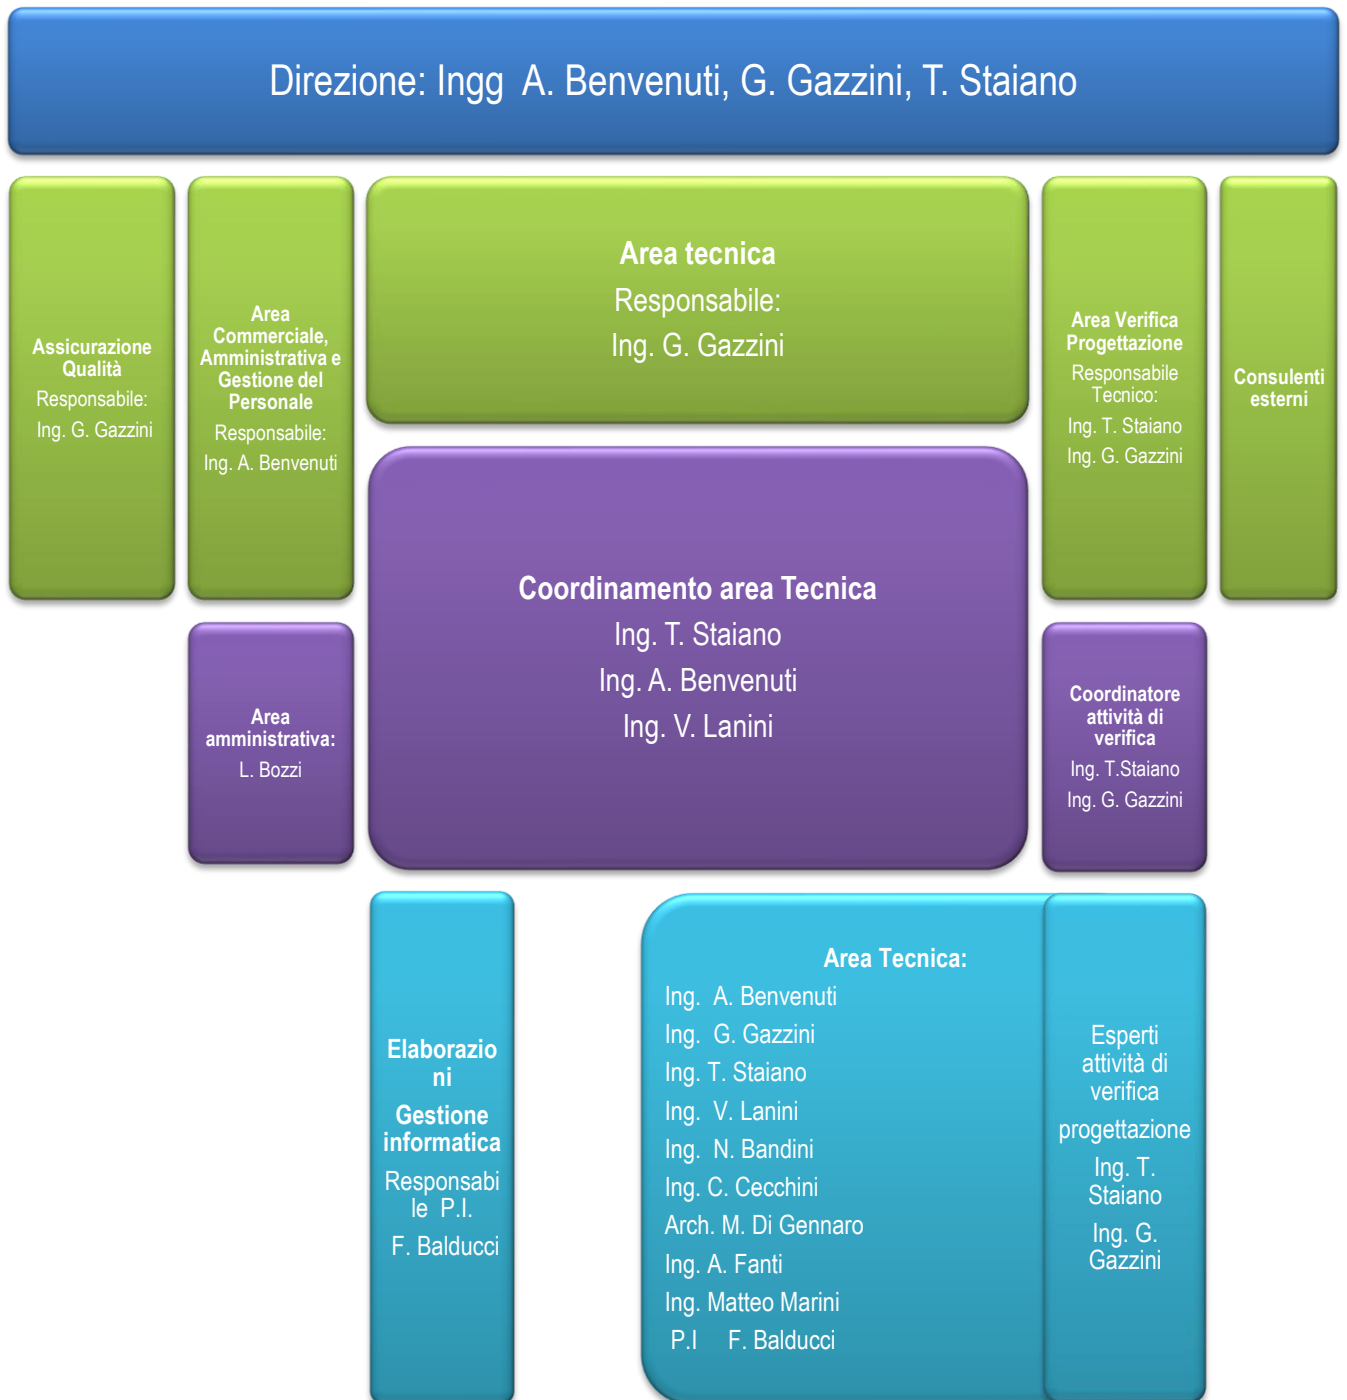 Direzione: Ingg  A. Benvenuti, G. Gazzini, T. Staiano
Assicurazione
Qualità
Responsabile:
Ing. G. Gazzini
Area
Commerciale,
Amministrativa e
Gestione del
Personale
Responsabile:
Ing. A. Benvenuti
Area tecnica
Responsabile:
Ing. G. Gazzini
Area Verifica
Progettazione
Responsabile
Tecnico:
Ing. T. Staiano
Ing. G. Gazzini
Consulenti
esterni
Area
amministrativa:
L. Bozzi
Coordinamento area Tecnica
Ing. T. Staiano
Ing. A. Benvenuti
Ing. V. Lanini
Coordinatore
attività di
verifica
Ing. T.Staiano
Ing. G. Gazzini
Elaborazio
ni
Gestione
informatica
Responsabi
le  P.I.
F. Balducci
Area Tecnica:
Ing.  A. Benvenuti
Ing.  G. Gazzini
Ing. T. Staiano
Ing.  V. Lanini
Ing.  N. Bandini
Ing. C. Cecchini
Arch. M. Di Gennaro
Ing. A. Fanti
Ing. Matteo Marini
P.I    F. Balducci
Esperti
attività di
verifica
progettazione
Ing. T.
Staiano
Ing. G.
Gazzini